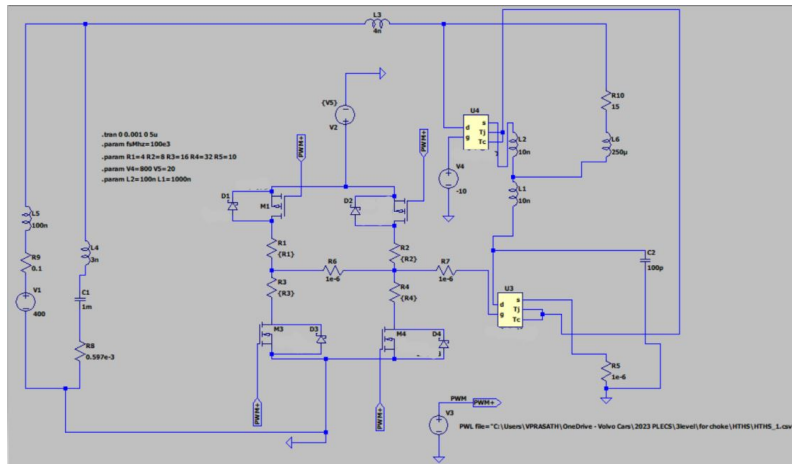 L3
4n
U4
s
Tj
Tc
d
g
R10
15
L2
10n
L6
250µ
{V5}
V2
PWM+
PWM+
V4
-10
.tran 0 0.001 0 5u
.param fsMhz=100e3
.param R1=4 R2=8 R3=16 R4=32 R5=10
.param V4=800 V5=20
.param L2=100n L1=1000n
D1
M1
D2
L1
10n
L5
100n
L4
3n
R1
{R1}
R2
{R2}
R6
1e-6
R7
1e-6
C2
100p
R9
0.1
C1
1m
R3
{R3}
R4
{R4}
U3
d
s
g
Tj
Tc
V1
400
M3
D3
M4
D4
R8
0.597e-3
R5
1e-6
PWM+
PWM+
PWM
PWM+
V3
PWL file="C:\Users\VPRASATH\OneDrive - Volvo Cars\2023 PLECS\3level\for choke\HTHS\HTHS_1.csv